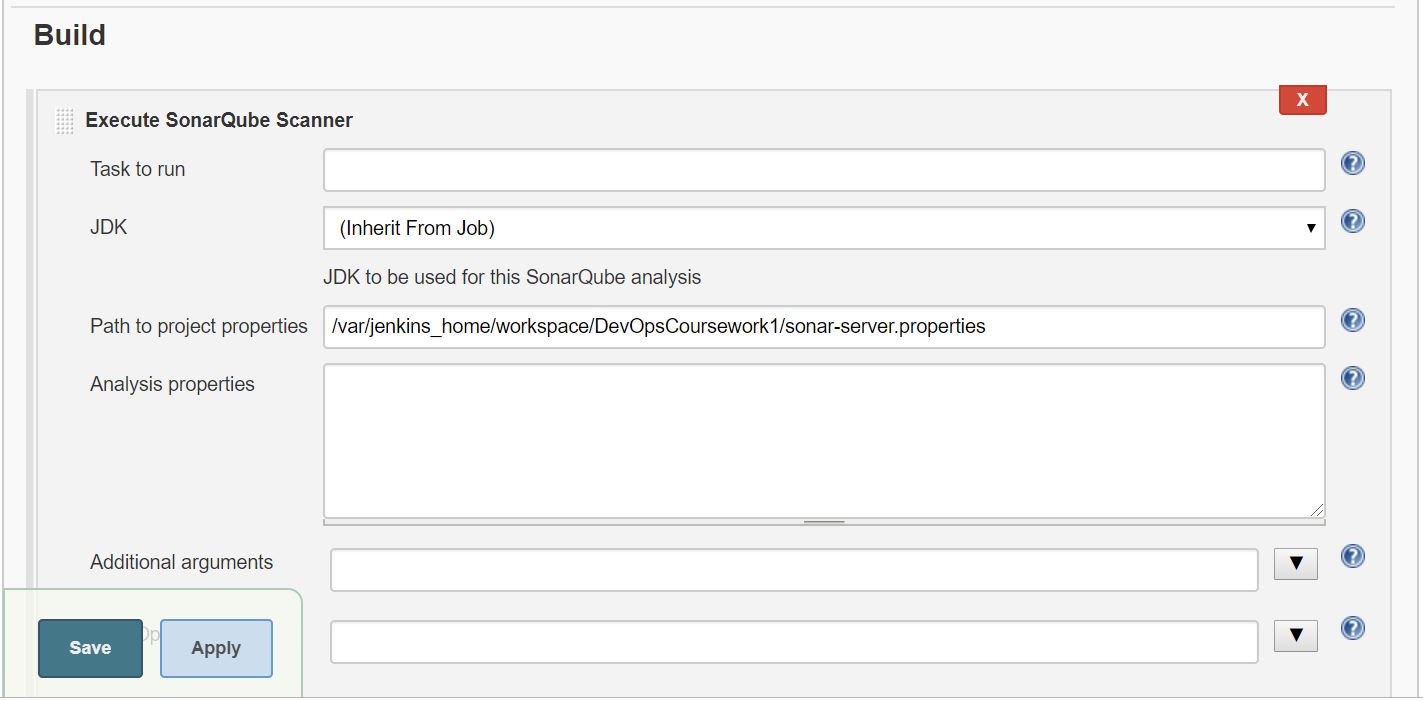 Build
X
Execute SonarQube Scanner
Task to run
JDK
(Inherit From Job)
JDK to be used for this SonarQube analysis
Path to project properties
/var/jenkins_home/workspace/DevOpsCoursework1/sonar-server.properties
Analysis properties
Additional arguments
Save
Apply